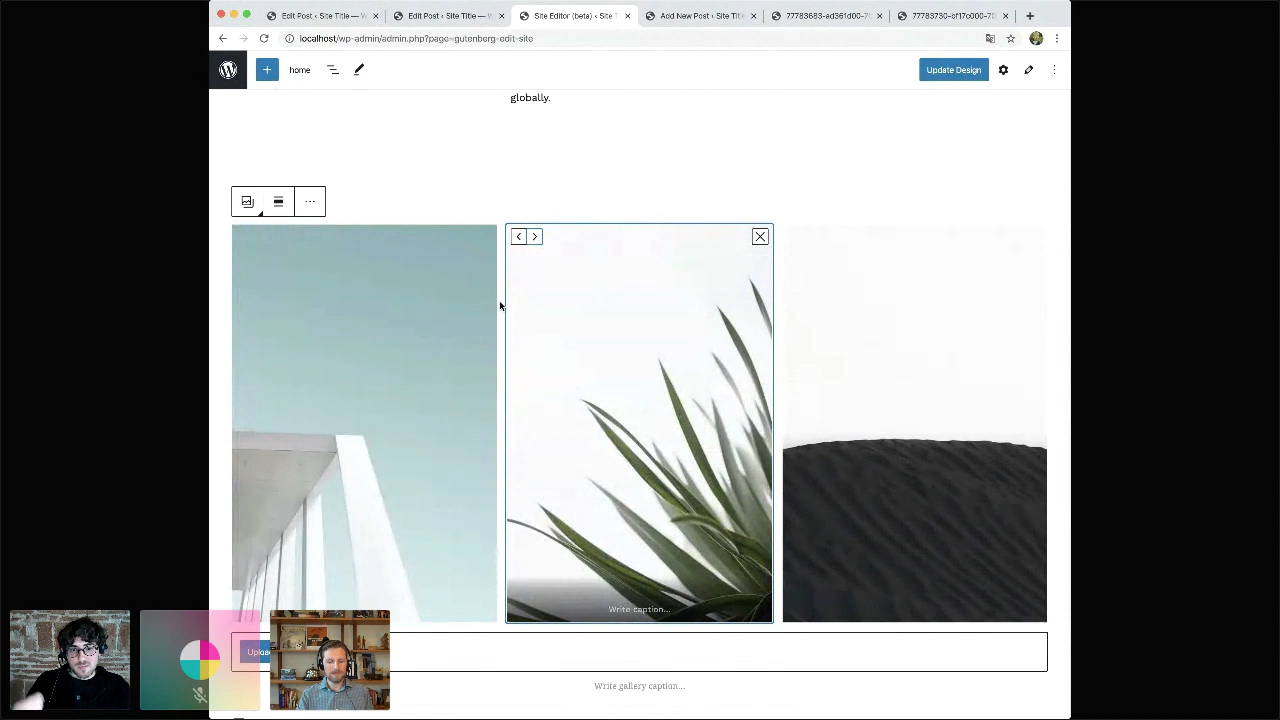 Edit Post ‹ Site Title — W
Edit Post ‹ Site Title — W
Site Editor (beta) ‹ Site T
Add New Post ‹ Site Title
localhost/wp-admin/admin.php?page=gutenberg-edit-site
home
Update Design
globally.
Write caption...
Uploa
Write gallery caption...